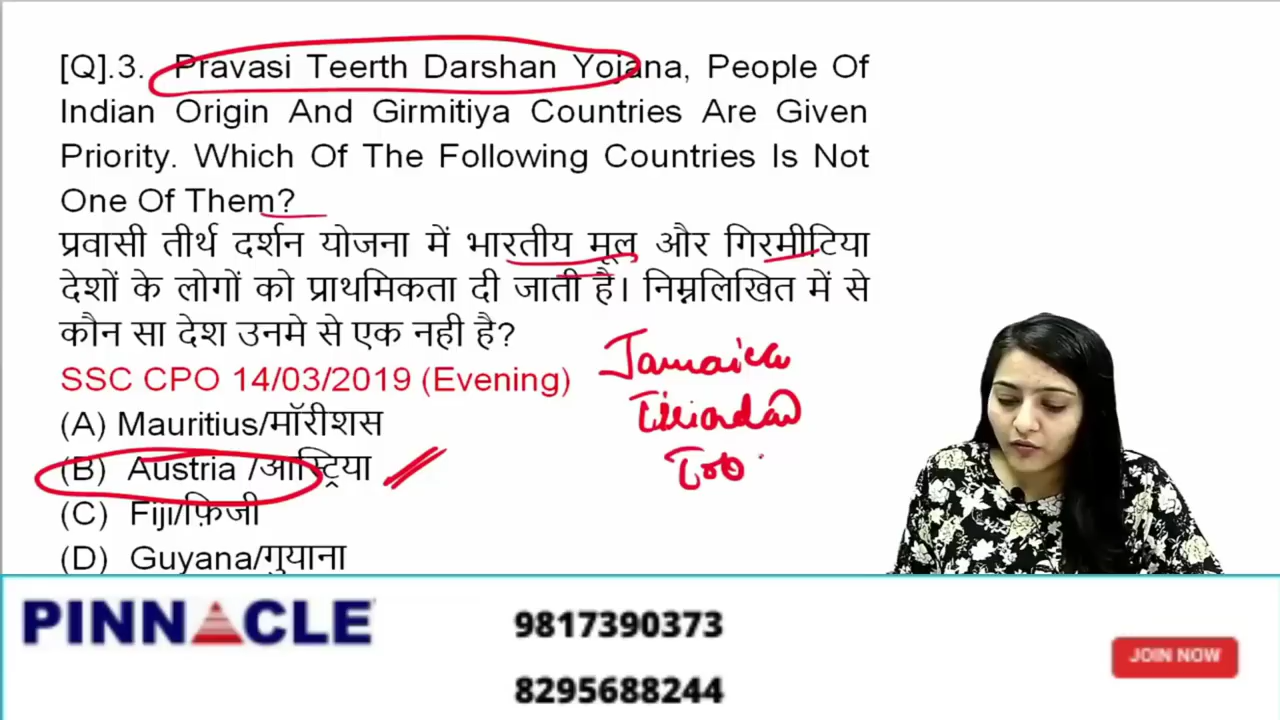 [Q].3. Pravasi Teerth Darshan Yojana, People Of
Indian Origin And Girmitiya Countries Are Given
Priority. Which Of The Following Countries Is Not
One Of Them?
प्रवासी तीर्थ दर्शन योजना में भारतीय मूल और गिरमीटिया
देशों के लोगों को प्राथमिकता दी जाती है। निम्नलिखित में से
कौन सा देश उनमे से एक नही है?
SSC CPO 14/03/2019 (Evening)
(A) Mauritius/मॉरीशस
(B) Austria /आस्ट्रिया
(C) Fiji/फ़िजी
(D) Guyana/गुयाना
Jamaica
PINNACLE
9817390373
8295688244
JOIN NOW